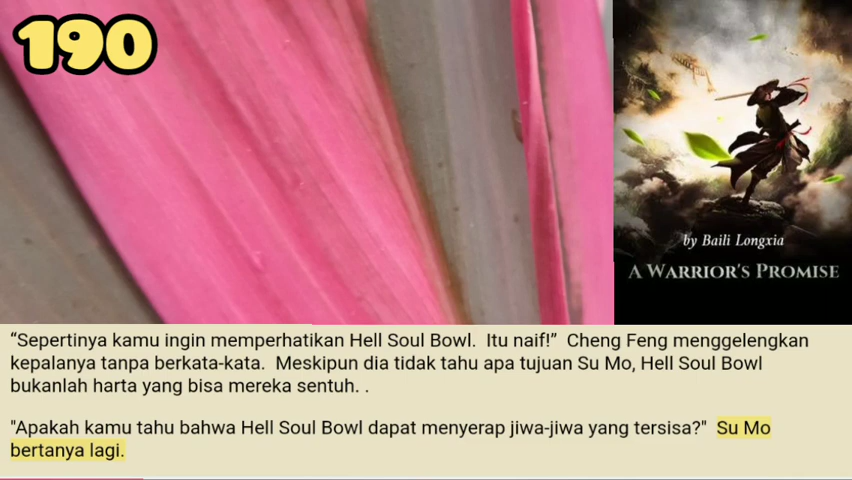 190
by Baili Longxia
A WARRIOR'S PROMISE
“Sepertinya kamu ingin memperhatikan Hell Soul Bowl.  Itu naif!”  Cheng Feng menggelengkan
kepalanya tanpa berkata-kata.  Meskipun dia tidak tahu apa tujuan Su Mo, Hell Soul Bowl
bukanlah harta yang bisa mereka sentuh. .
"Apakah kamu tahu bahwa Hell Soul Bowl dapat menyerap jiwa-jiwa yang tersisa?"  Su Mo
bertanya lagi.